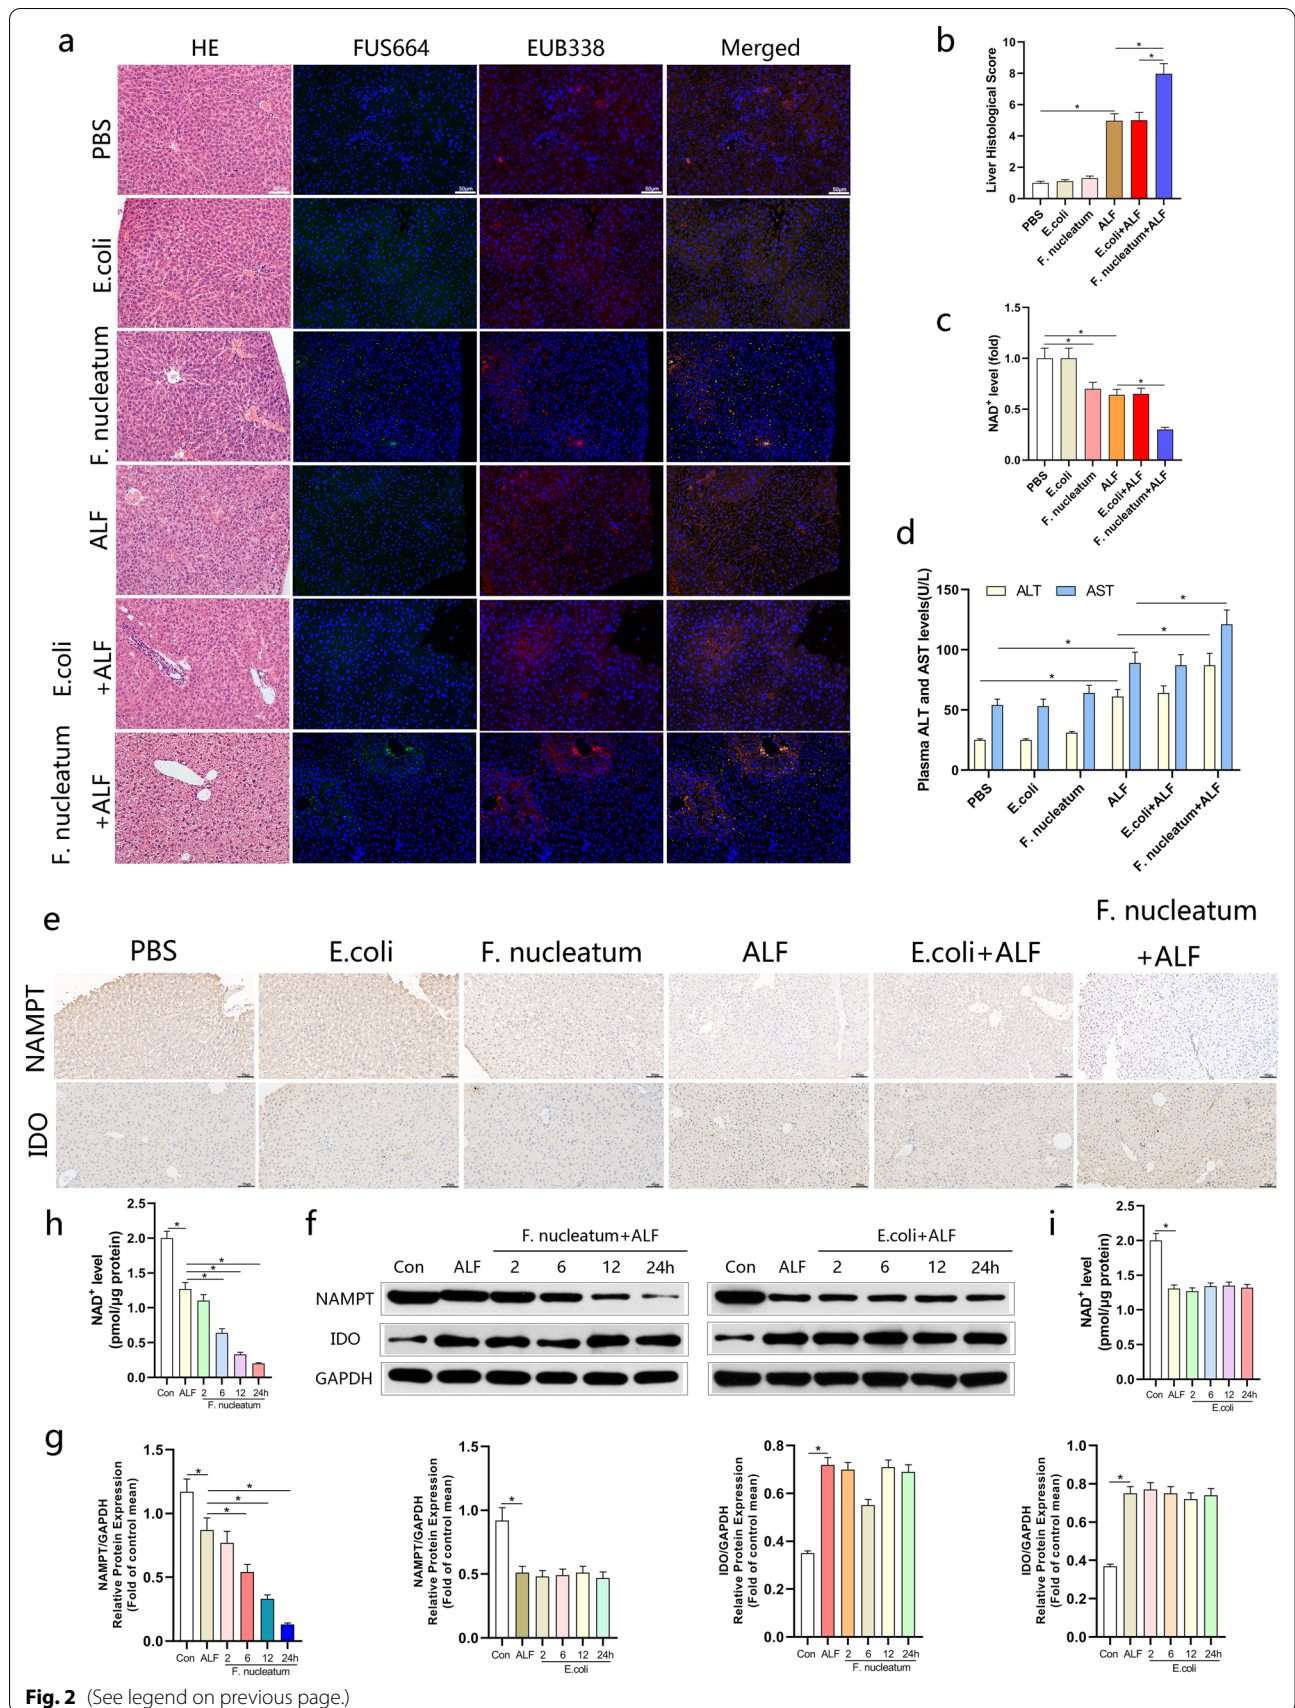 a
HE FUS664 EUB338 Merged
PBS
50μm 50μm 50μm 50μm
E.coli
F. nucleatum
ALF
E.coli
+ALF
F. nucleatum
+ALF
b
Liver Histological Score
10
8
6
4
2
0
* * *
PBS E.coli F. nucleatum ALF E.coli+ALF F. nucleatum+ALF
c
NAD⁺ level (fold)
1.5
1.0
0.5
0.0
* * *
PBS E.coli F. nucleatum ALF E.coli+ALF F. nucleatum+ALF
d
Plasma ALT and AST levels(U/L)
ALT AST
150
100
50
0
* * * *
PBS E.coli F. nucleatum ALF E.coli+ALF F. nucleatum+ALF
e
F. nucleatum
PBS E.coli F. nucleatum ALF E.coli+ALF +ALF
NAMPT
IDO
h
NAD⁺ level
(pmol/μg protein)
2.5
2.0
1.5
1.0
0.5
0.0
* * * *
Con ALF 2 6 12 24h
F. nucleatum
f
F. nucleatum+ALF E.coli+ALF
Con ALF 2 6 12 24h Con ALF 2 6 12 24h
NAMPT
IDO
GAPDH
i
NAD⁺ level
(pmol/μg protein)
2.5
2.0
1.5
1.0
0.5
0.0
*
Con ALF 2 6 12 24h
E.coli
g
NAMPT/GAPDH
Relative Protein Expression
(Fold of control mean)
1.5
1.0
0.5
0.0
* * * *
Con ALF 2 6 12 24h
F. nucleatum
NAMPT/GAPDH
Relative Protein Expression
(Fold of control mean)
1.5
1.0
0.5
0.0
*
Con ALF 2 6 12 24h
E.coli
IDO/GAPDH
Relative Protein Expression
(Fold of control mean)
0.8
0.6
0.4
0.2
0.0
*
Con ALF 2 6 12 24h
F. nucleatum
IDO/GAPDH
Relative Protein Expression
(Fold of control mean)
1.0
0.8
0.6
0.4
0.2
0.0
*
Con ALF 2 6 12 24h
E.coli
Fig. 2 (See legend on previous page.)